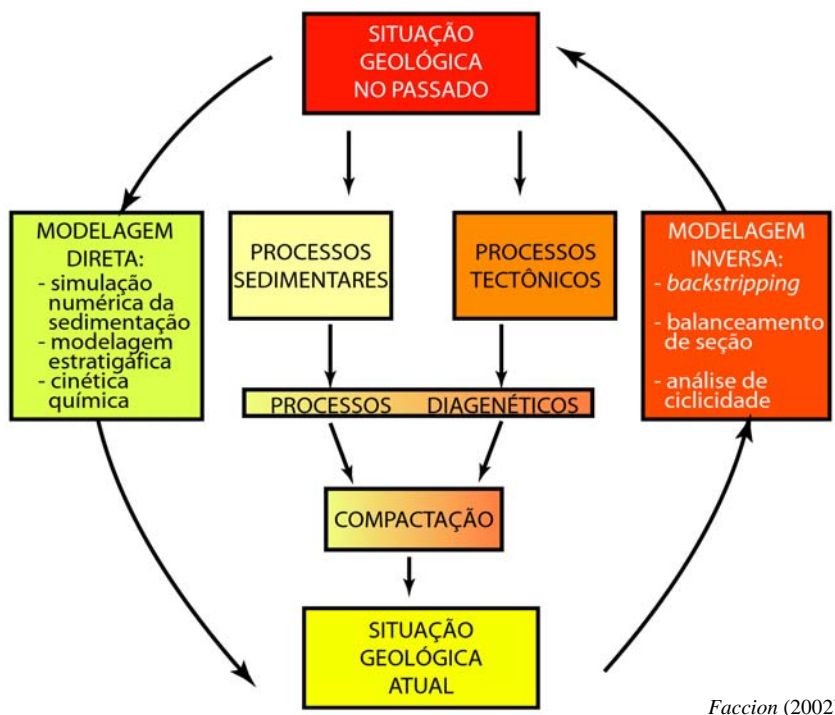 SITUAÇÃO
GEOLÓGICA
NO PASSADO
MODELAGEM
DIRETA:
- simulação
numérica da
sedimentação
- modelagem
estratigáfica
- cinética
química
PROCESSOS
SEDIMENTARES
PROCESSOS
TECTÔNICOS
MODELAGEM
INVERSA:
- backstripping
- balanceamento
de seção
- análise de
ciclicidade
PROCESSOS DIAGENÉTICOS
COMPACTAÇÃO
SITUAÇÃO
GEOLÓGICA
ATUAL
Faccion (2002